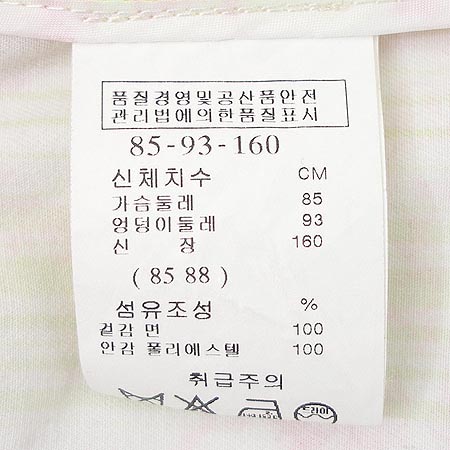 품질경영및공산품안전
관리법에의한품질표시
85-93-160
신체치수 CM
가슴둘레 85
엉덩이둘레 93
신 장 160
( 85 88 )
섬유조성 %
겉감 면 100
안감 폴리에스텔 100
취급주의
드라이